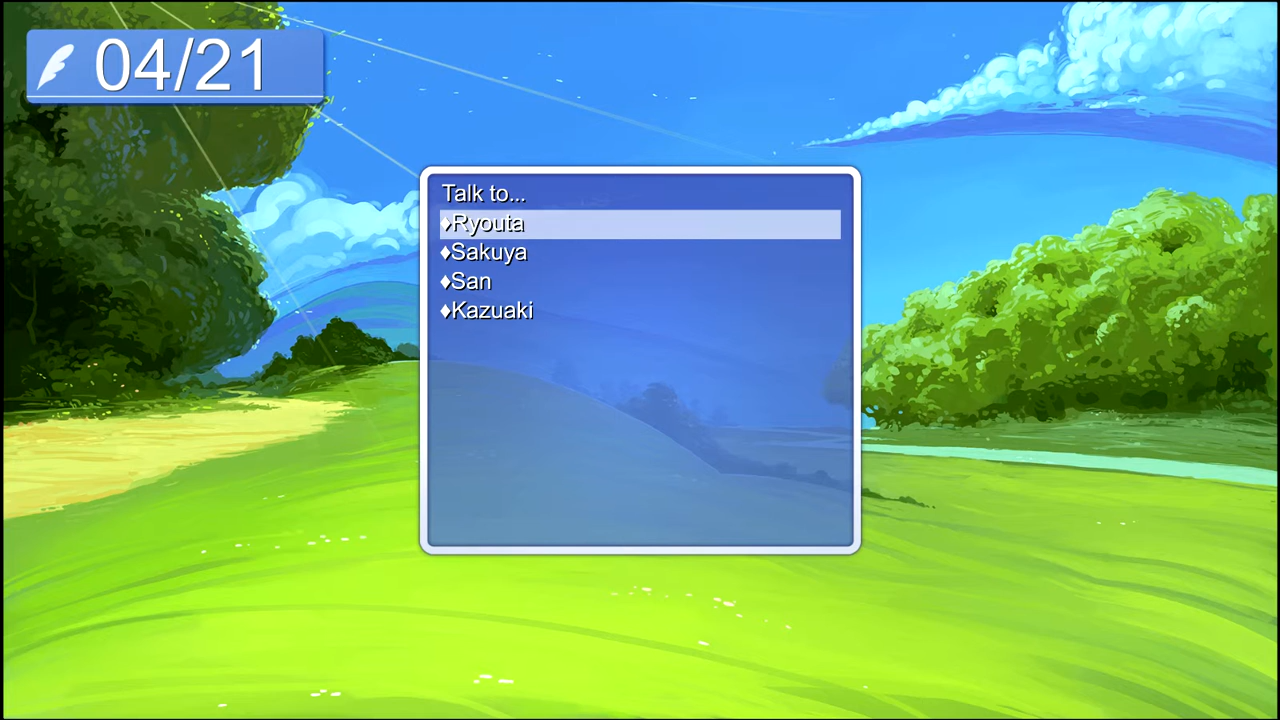 04/21
Talk to...
♦Ryouta
♦Sakuya
♦San
♦Kazuaki